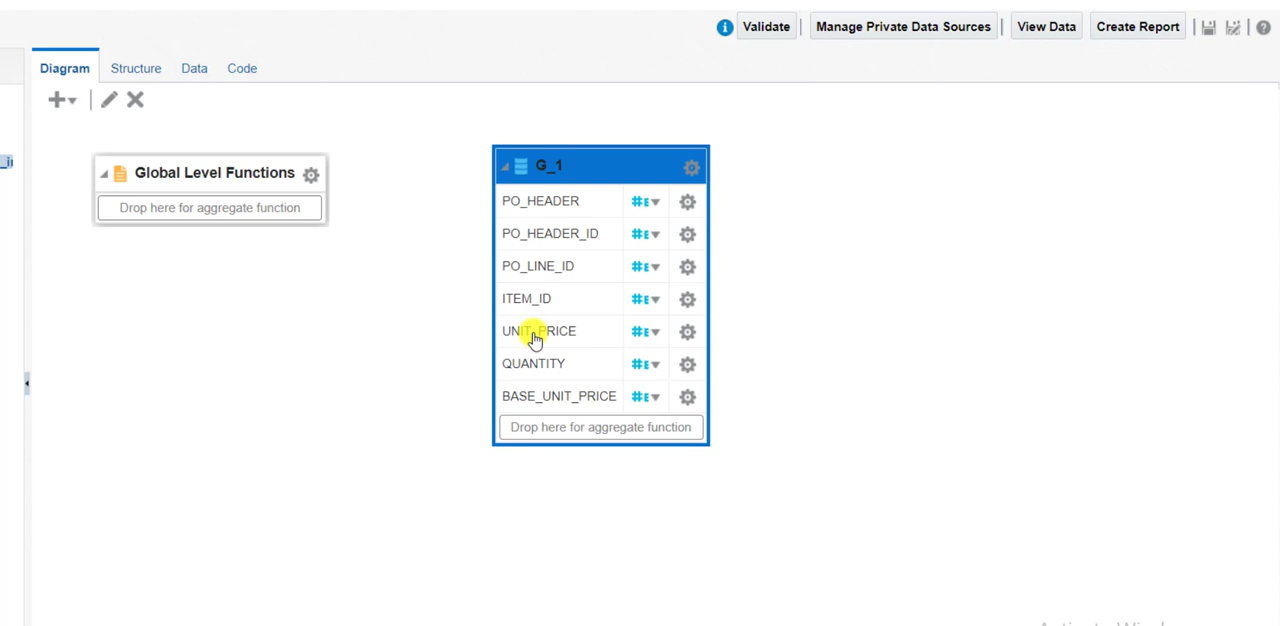 Validate Manage Private Data Sources View Data Create Report
Diagram Structure Data Code
Global Level Functions
Drop here for aggregate function
G_1
PO_HEADER
PO_HEADER_ID
PO_LINE_ID
ITEM_ID
UNIT_PRICE
QUANTITY
BASE_UNIT_PRICE
Drop here for aggregate function